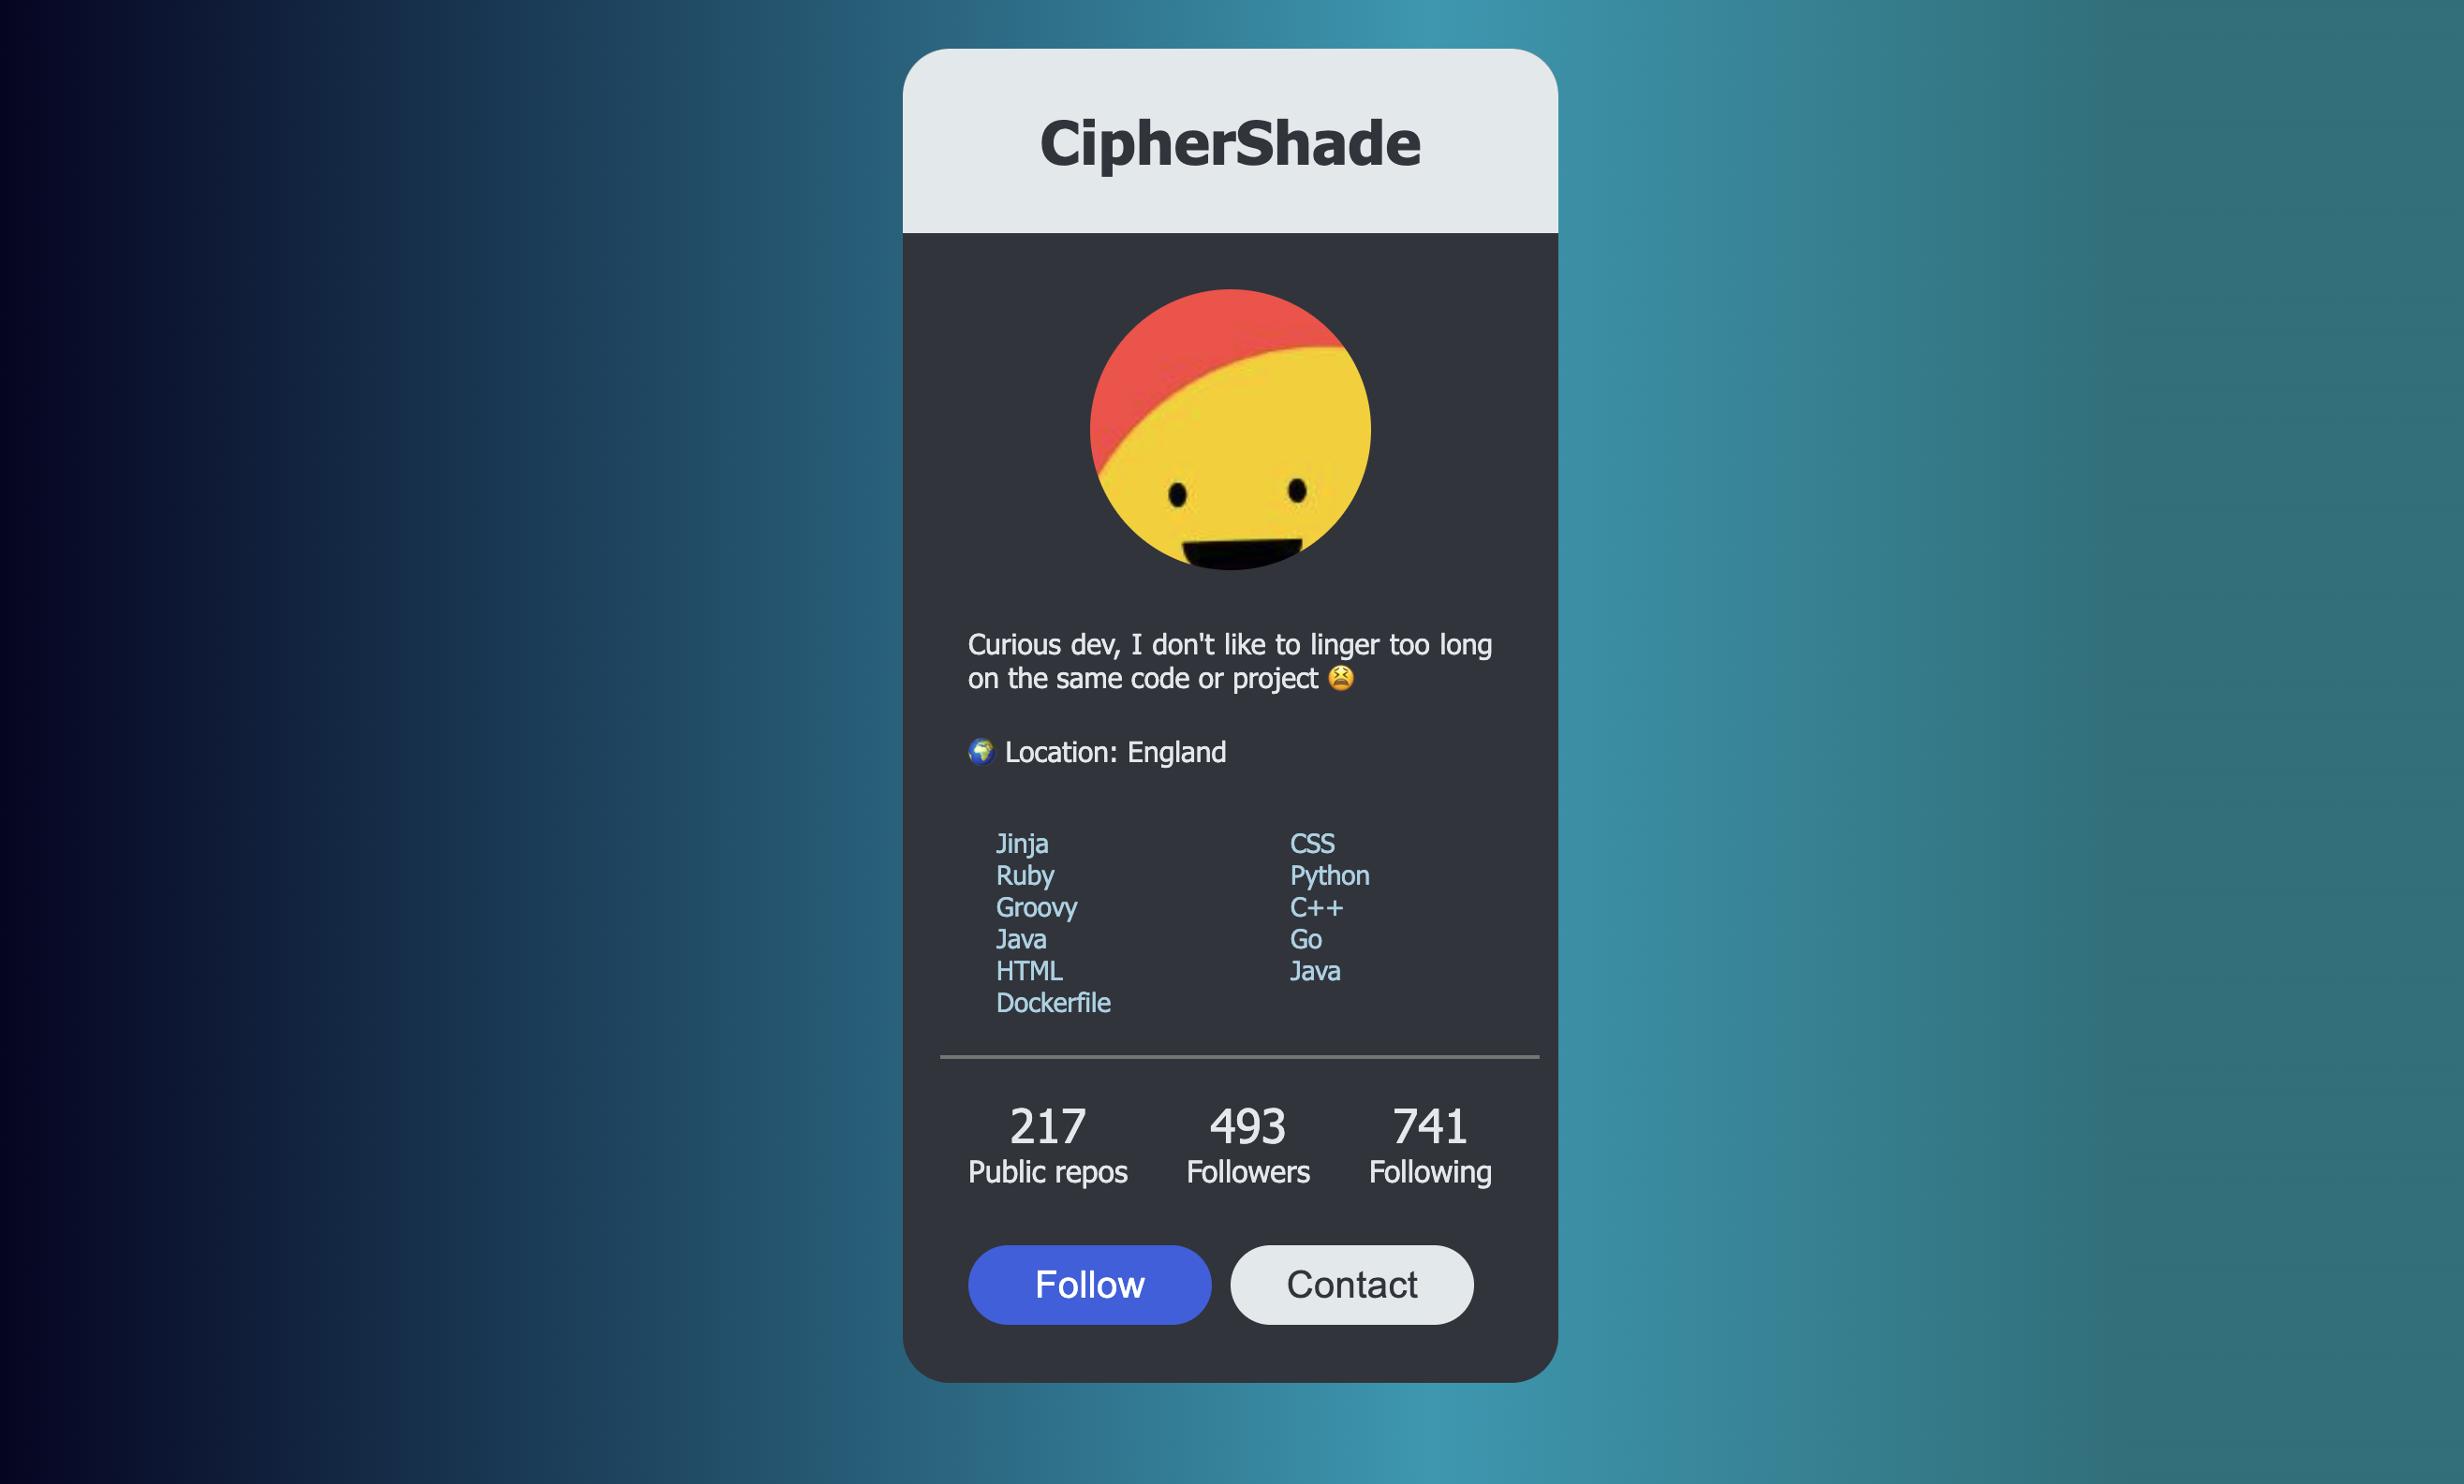 CipherShade
Curious dev, I don't like to linger too long
on the same code or project 😫
🌍 Location: England
Jinja
Ruby
Groovy
Java
HTML
Dockerfile
CSS
Python
C++
Go
Java
217
Public repos
493
Followers
741
Following
Follow
Contact